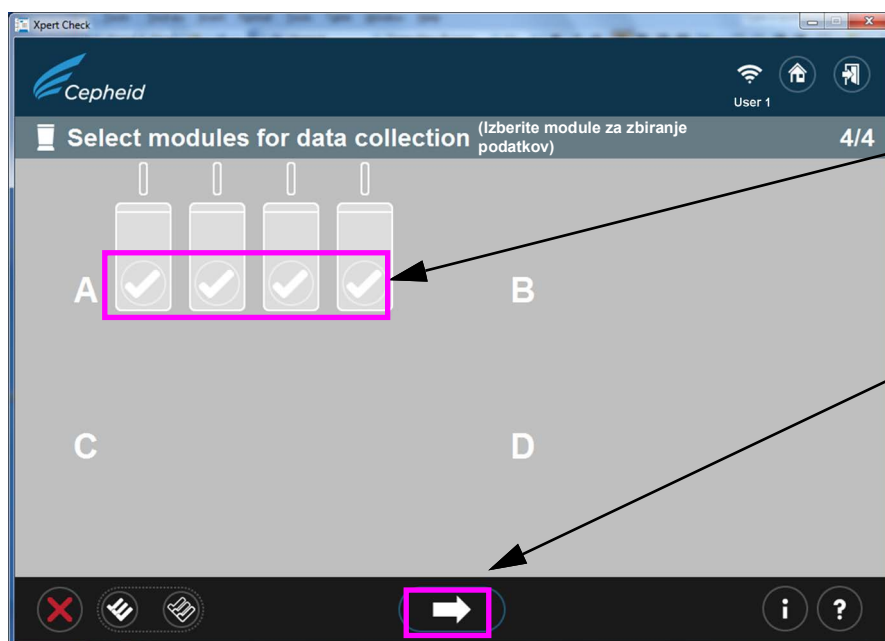 Xpert Check
Cepheid
User 1
Select modules for data collection (Izberite module za zbiranje
podatkov)
4/4
A
B
C
D
i
?